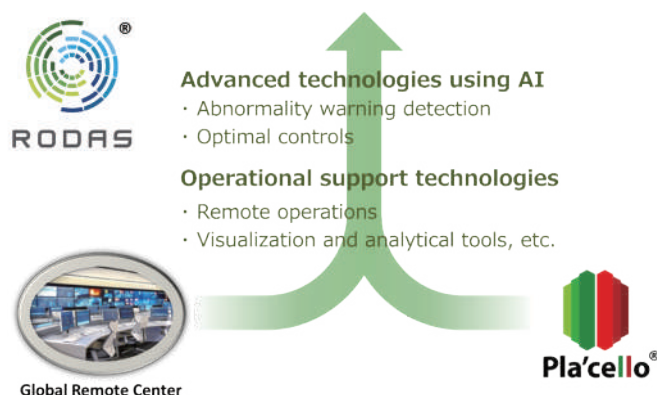 ®
RODAS
Advanced technologies using AI
・Abnormality warning detection
・Optimal controls
Operational support technologies
・Remote operations
・Visualization and analytical tools, etc.
Global Remote Center
Pla'cello®